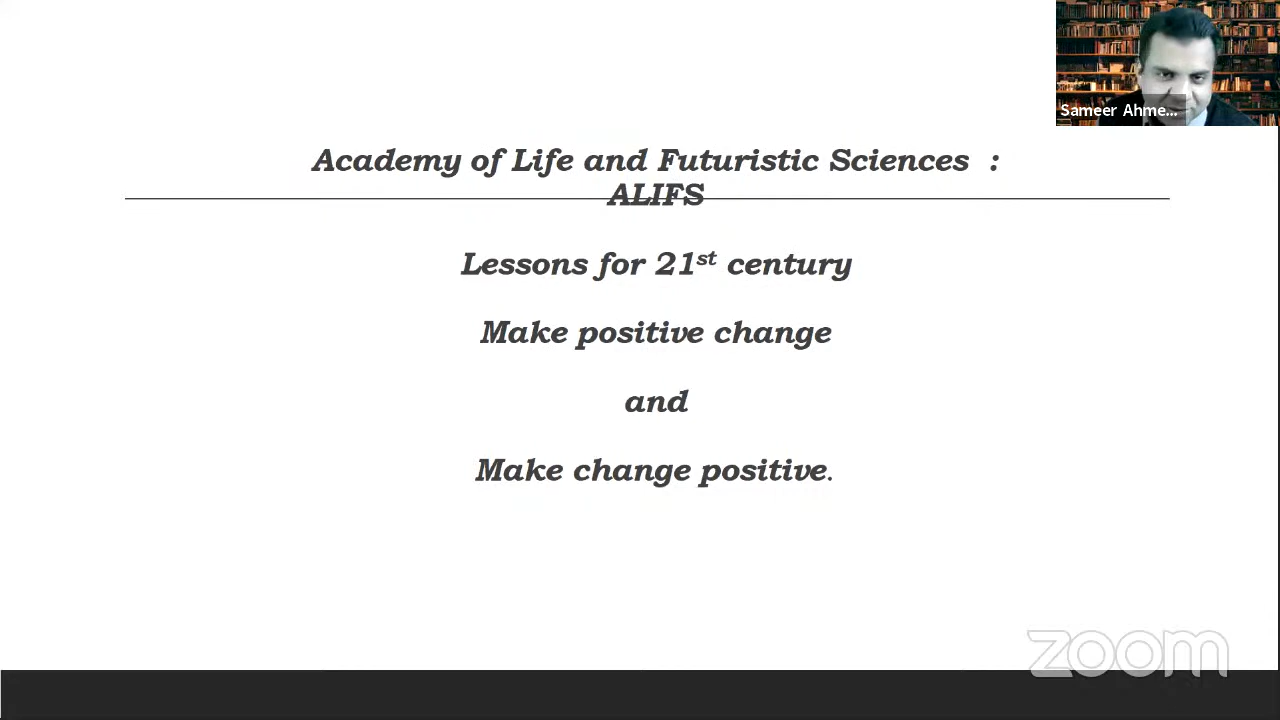 Sameer Ahme...
Academy of Life and Futuristic Sciences :
ALIFS
Lessons for 21st century
Make positive change
and
Make change positive.
zoom